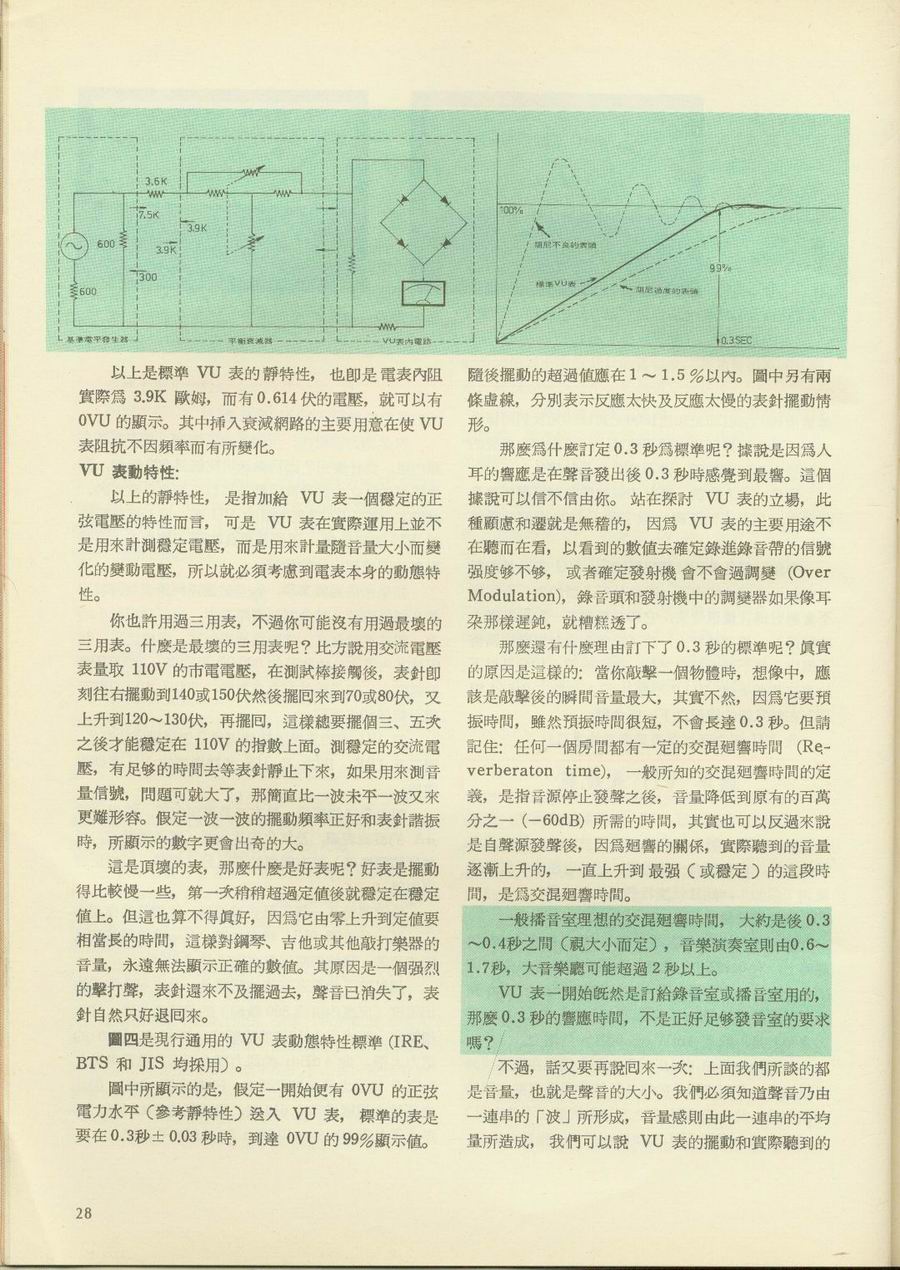 3.6K
7.5K
3.9K
600
3.9K
300
600
基準電平發生器
平衡衰減器
VU表內電路
100%
阻尼不良的表頭
標準VU表
阻尼過度的表頭
99%
0.3SEC
以上是標準 VU 表的靜特性，也卽是電表內阻
實際爲 3.9K 歐姆，而有0.614伏的電壓，就可以有
0VU 的顯示。其中挿入衰減網路的主要用意在使 VU
表阻抗不因頻率而有所變化。
VU 表動特性：
以上的靜特性，是指加給 VU 表一個穩定的正
弦電壓的特性而言，可是 VU 表在實際運用上並不
是用來計測穩定電壓，而是用來計量隨音量大小而變
化的變動電壓，所以就必須考慮到電表本身的動態特
性。
你也許用過三用表，不過你可能沒有用過最壞的
三用表。什麼是最壞的三用表呢？比方說用交流電壓
表量取 110V 的市電電壓，在測試棒接觸後，表針卽
刻往右擺動到140或150伏然後擺囘來到70或80伏，又
上升到120～130伏，再擺囘，這樣總要擺個三、五次
之後才能穩定在 110V 的指數上面。測穩定的交流電
壓，有足够的時間去等表針靜止下來，如果用來測音
量信號，問題可就大了，那簡直比一波未平一波又來
更難形容。假定一波一波的擺動頻率正好和表針諧振
時，所顯示的數字更會出奇的大。
這是頂壞的表，那麼什麼是好表呢？好表是擺動
得比較慢一些，第一次稍稍超過定值後就穩定在穩定
值上。但這也算不得眞好，因爲它由零上升到定值要
相當長的時間，這樣對鋼琴、吉他或其他敲打樂器的
音量，永遠無法顯示正確的數值。其原因是一個强烈
的擊打聲，表針還來不及擺過去，聲音已消失了，表
針自然只好退囘來。
圖四是現行通用的 VU 表動態特性標準（IRE、
BTS 和 JIS 均採用）。
圖中所顯示的是，假定一開始便有 0VU 的正弦
電力水平（參考靜特性）送入 VU 表，標準的表是
要在0.3秒± 0.03 秒時，到達 0VU 的99%顯示值。
隨後擺動的超過值應在1～1.5%以內。圖中另有兩
條虛線，分別表示反應太快及反應太慢的表針擺動情
形。
那麼爲什麼訂定0.3秒爲標準呢？據說是因爲人
耳的響應是在聲音發出後0.3秒時感覺到最響。這個
據說可以信不信由你。站在探討 VU 表的立場，此
種顧慮和遷就是無稽的，因爲 VU 表的主要用途不
在聽而在看，以看到的數值去確定錄進錄音帶的信號
强度够不够，或者確定發射機會不會過調變（Over
Modulation），錄音頭和發射機中的調變器如果像耳
朶那樣遲鈍，就糟糕透了。
那麼還有什麼理由訂下了0.3秒的標準呢？眞實
的原因是這樣的：當你敲擊一個物體時，想像中，應
該是敲擊後的瞬間音量最大，其實不然，因爲它要預
振時間，雖然預振時間很短，不會長達0.3秒。但請
記住：任何一個房間都有一定的交混廻響時間（Re-
verberaton time），一般所知的交混廻響時間的定
義，是指音源停止發聲之後，音量降低到原有的百萬
分之一（－60dB）所需的時間，其實也可以反過來說
是自聲源發聲後，因爲廻響的關係，實際聽到的音量
逐漸上升的，一直上升到最强（或穩定）的這段時
間，是爲交混廻響時間。
一般播音室理想的交混廻響時間，大約是後 0.3
～0.4秒之間（視大小而定），音樂演奏室則由0.6～
1.7秒，大音樂廳可能超過2秒以上。
VU 表一開始旣然是訂給錄音室或播音室用的，
那麼0.3秒的響應時間，不是正好足够發音室的要求
嗎？
不過，話又要再說囘來一次：上面我們所談的都
是音量，也就是聲音的大小。我們必須知道聲音乃由
一連串的「波」所形成，音量感則由此一連串的平均
量所造成，我們可以說 VU 表的擺動和實際聽到的
28